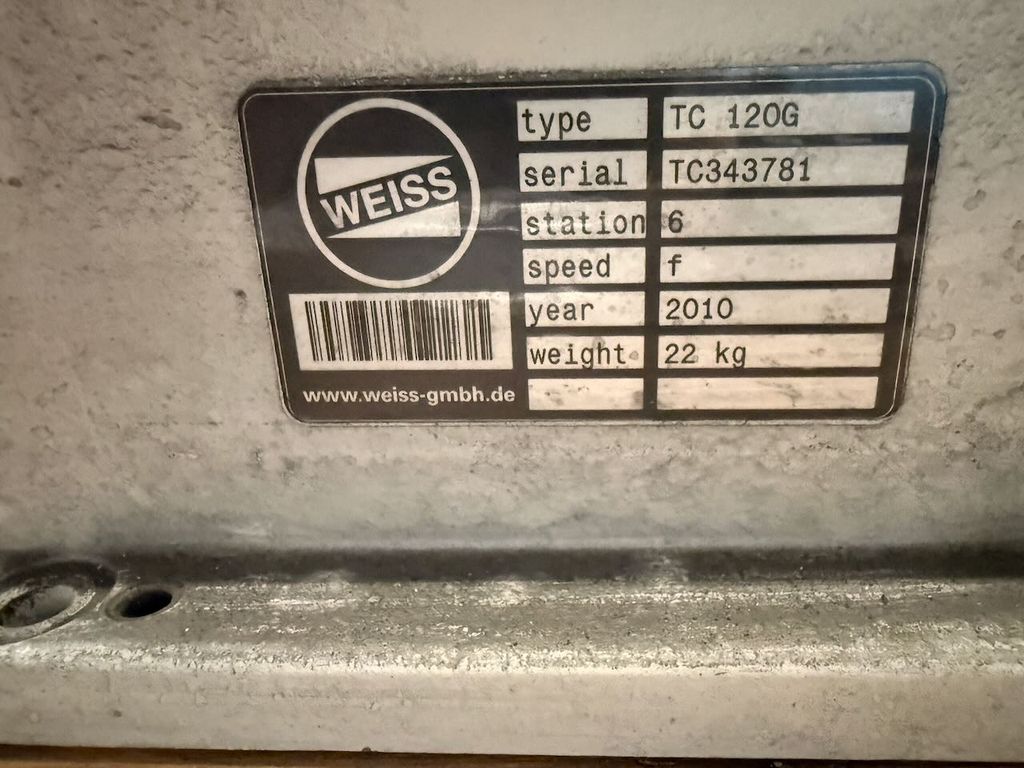 WEISS
www.weiss-gmbh.de
type TC 120G
serial TC343781
station 6
speed f
year 2010
weight 22 kg